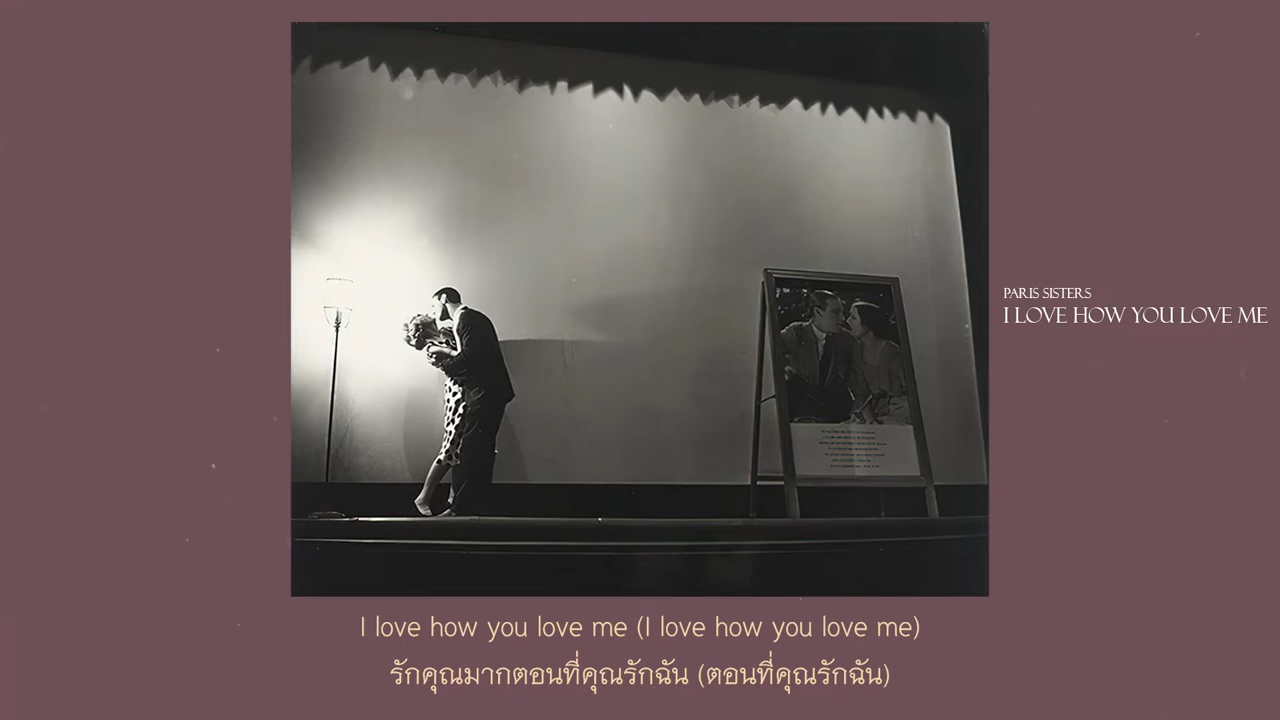 PARIS SISTERS
I LOVE HOW YOU LOVE ME
I love how you love me (I love how you love me)
รักคุณมากตอนที่คุณรักฉัน (ตอนที่คุณรักฉัน)